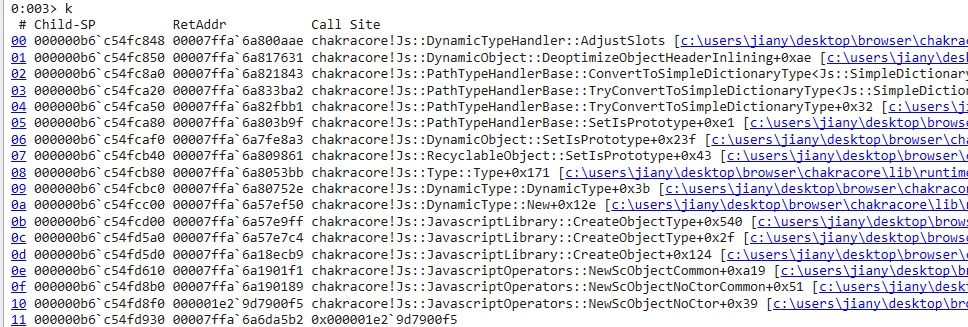 0:003> k
 # Child-SP          RetAddr           Call Site
00 000000b6`c54fc848 00007ffa`6a800aae chakracore!Js::DynamicTypeHandler::AdjustSlots [c:\users\jiany\desktop\browser\chakrac
01 000000b6`c54fc850 00007ffa`6a817631 chakracore!Js::DynamicObject::DeoptimizeObjectHeaderInlining+0xae [c:\users\jiany\des
02 000000b6`c54fc8a0 00007ffa`6a821843 chakracore!Js::PathTypeHandlerBase::ConvertToSimpleDictionaryType<Js::SimpleDictionary
03 000000b6`c54fca00 00007ffa`6a833ba2 chakracore!Js::PathTypeHandlerBase::TryConvertToSimpleDictionaryType<Js::SimpleDiction
04 000000b6`c54fca50 00007ffa`6a82fbb1 chakracore!Js::PathTypeHandlerBase::TryConvertToSimpleDictionaryType+0x32 [c:\users\ji
05 000000b6`c54fca80 00007ffa`6a803b9f chakracore!Js::PathTypeHandlerBase::SetIsPrototype+0xe1 [c:\users\jiany\desktop\browse
06 000000b6`c54fcaf0 00007ffa`6a7fe8a3 chakracore!Js::DynamicObject::SetIsPrototype+0x23f [c:\users\jiany\desktop\browser\cha
07 000000b6`c54fcb40 00007ffa`6a809861 chakracore!Js::RecyclableObject::SetIsPrototype+0x43 [c:\users\jiany\desktop\browser\c
08 000000b6`c54fcb80 00007ffa`6a8053bb chakracore!Js::Type::Type+0x171 [c:\users\jiany\desktop\browser\chakracore\lib\runtime
09 000000b6`c54fcbc0 00007ffa`6a80752e chakracore!Js::DynamicType::DynamicType+0x3b [c:\users\jiany\desktop\browser\chakracor
0a 000000b6`c54fcc00 00007ffa`6a57ef50 chakracore!Js::DynamicType::New+0x12e [c:\users\jiany\desktop\browser\chakracore\lib\r
0b 000000b6`c54fcd00 00007ffa`6a57e9ff chakracore!Js::JavascriptLibrary::CreateObjectType+0x540 [c:\users\jiany\desktop\brows
0c 000000b6`c54fd5a0 00007ffa`6a57e7c4 chakracore!Js::JavascriptLibrary::CreateObjectType+0x2f [c:\users\jiany\desktop\browse
0d 000000b6`c54fd5d0 00007ffa`6a18ecb9 chakracore!Js::JavascriptLibrary::CreateObject+0x124 [c:\users\jiany\desktop\browser\c
0e 000000b6`c54fd610 00007ffa`6a1901f1 chakracore!Js::JavascriptOperators::NewScObjectCommon+0xa19 [c:\users\jiany\desktop\br
0f 000000b6`c54fd8b0 00007ffa`6a190189 chakracore!Js::JavascriptOperators::NewScObjectNoCtorCommon+0x51 [c:\users\jiany\deskt
10 000000b6`c54fd8f0 000001e2`9d7900f5 chakracore!Js::JavascriptOperators::NewScObjectNoCtor+0x39 [c:\users\jiany\desktop\bro
11 000000b6`c54fd930 00007ffa`6a6da5b2 0x000001e2`9d7900f5